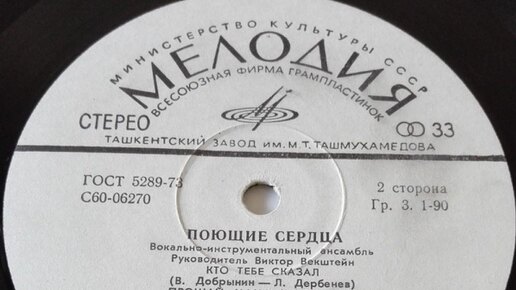 МИНИСТЕРСТВО КУЛЬТУРЫ СССР
МЕЛОДИЯ
ВСЕСОЮЗНАЯ ФИРМА ГРАМПЛАСТИНОК
СТЕРЕО 33
ТАШКЕНТСКИЙ ЗАВОД ИМ. М. Т. ТАШМУХАМЕДОВА
ГОСТ 5289-73
С60-06270
2 сторона
Гр. 3. 1-90
ПОЮЩИЕ СЕРДЦА
Вокально-инструментальный ансамбль
Руководитель Виктор Векштейн
КТО ТЕБЕ СКАЗАЛ
(В. Добрынин — Л. Дербенев)